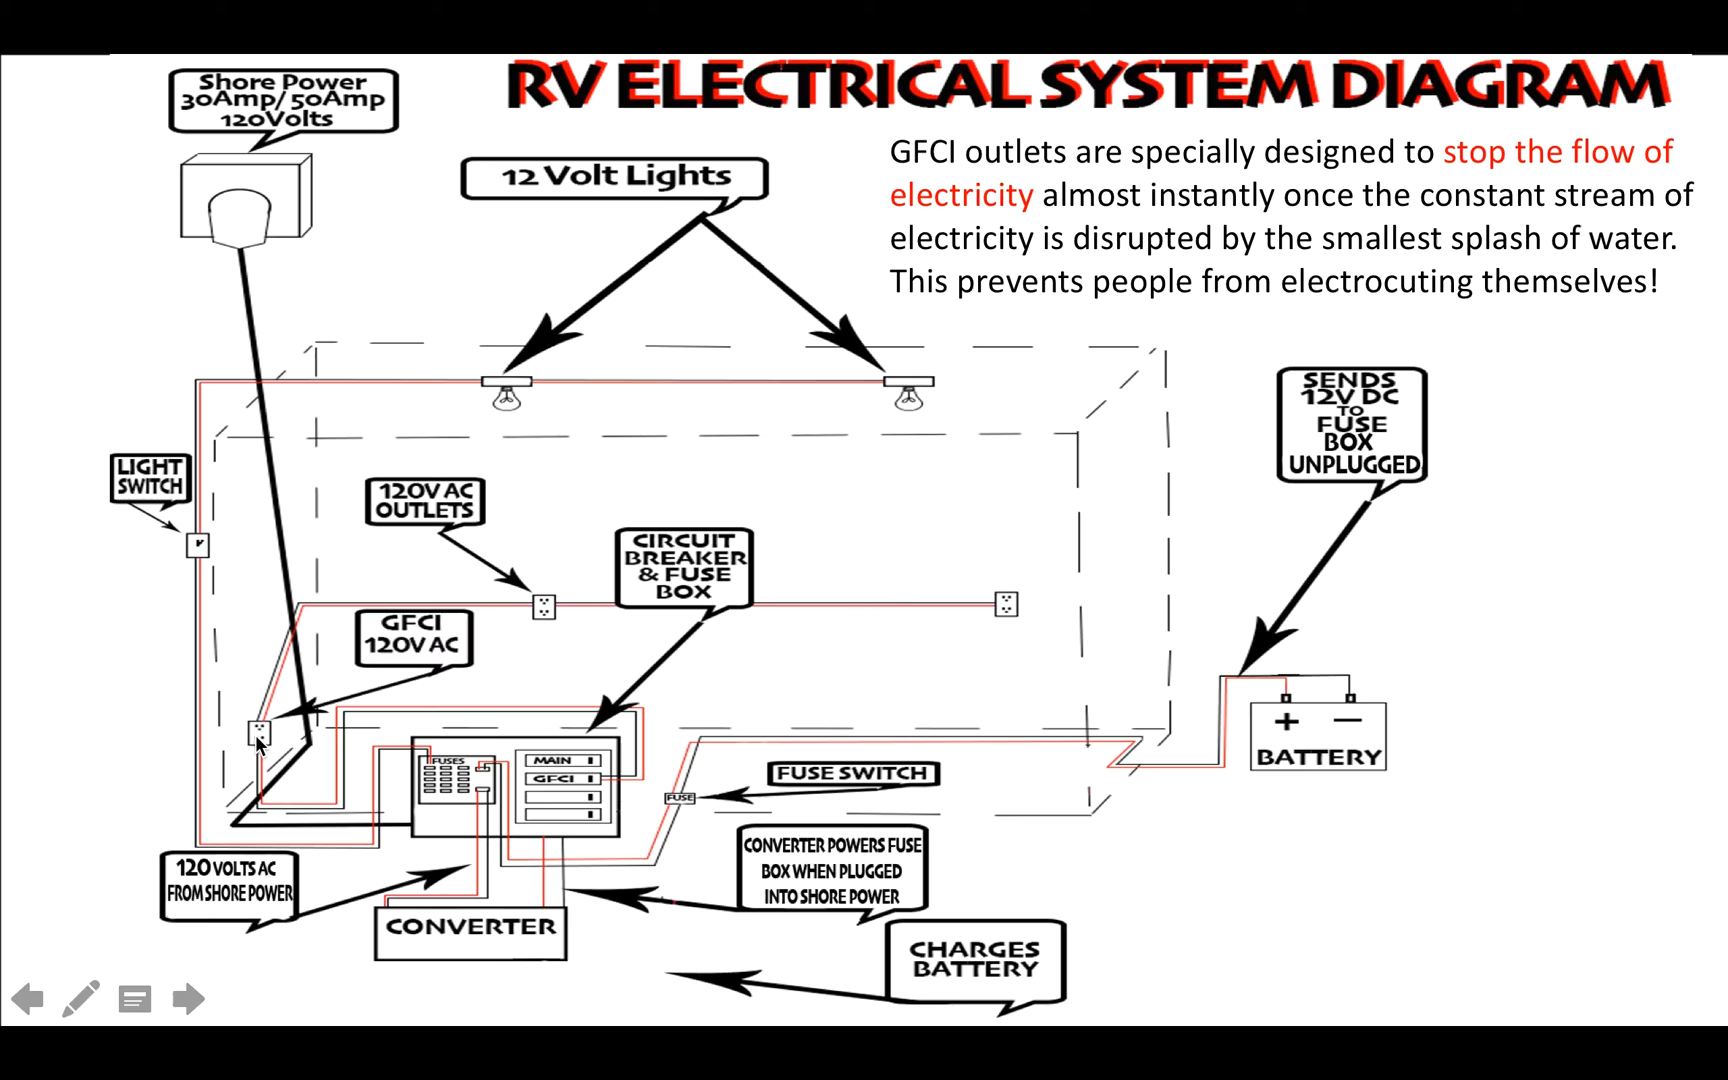 RV ELECTRICAL SYSTEM DIAGRAM
Shore Power
30Amp/50Amp
120Volts
GFCI outlets are specially designed to stop the flow of
electricity almost instantly once the constant stream of
electricity is disrupted by the smallest splash of water.
This prevents people from electrocuting themselves!
12 Volt Lights
SENDS
12V DC
TO
FUSE
BOX
UNPLUGGED
LIGHT
SWITCH
120V AC
OUTLETS
CIRCUIT
BREAKER
& FUSE
BOX
GFCI
120V AC
FUSES
MAIN
GFCI
FUSE
FUSE SWITCH
+ –
BATTERY
120 VOLTS AC
FROM SHORE POWER
CONVERTER POWERS FUSE
BOX WHEN PLUGGED
INTO SHORE POWER
CONVERTER
CHARGES
BATTERY